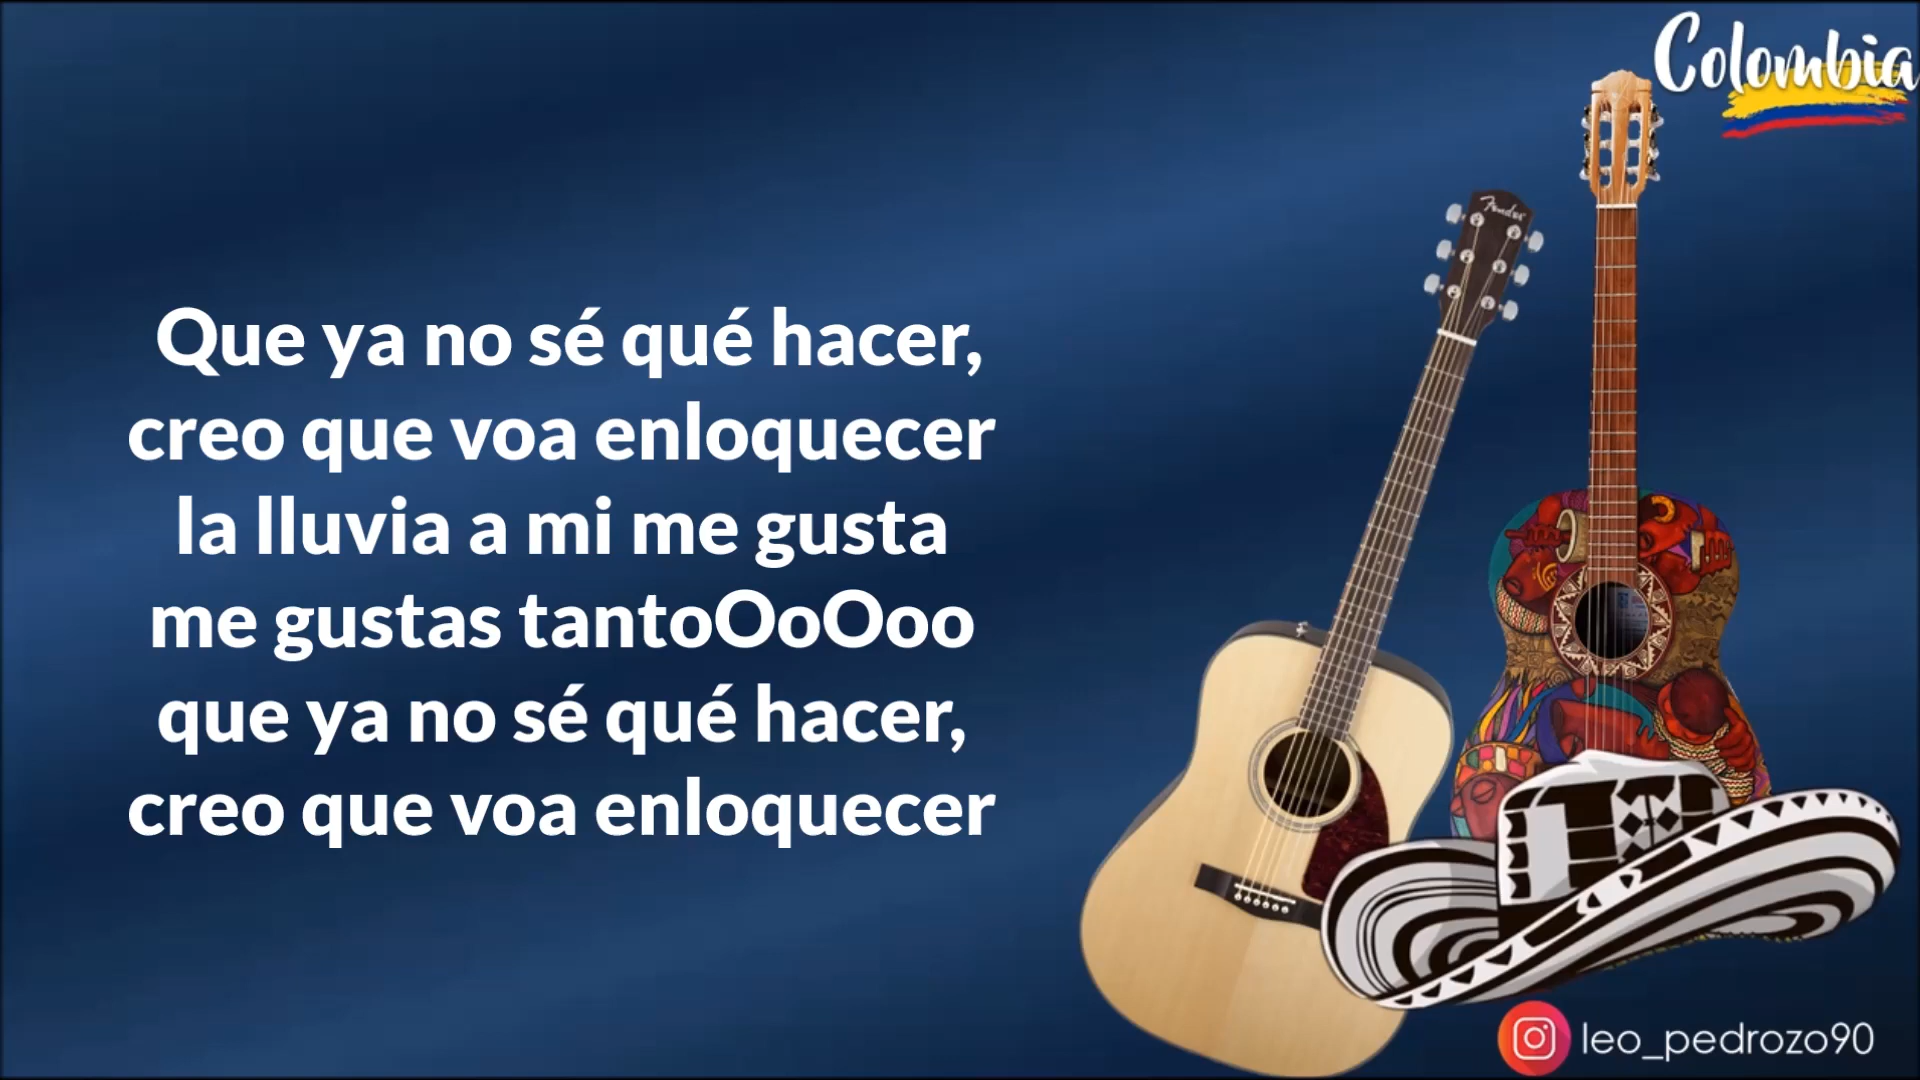 Colombia
Fender
Que ya no sé qué hacer,
creo que voa enloquecer
la lluvia a mi me gusta
me gustas tantoOoOoo
que ya no sé qué hacer,
creo que voa enloquecer
leo_pedrozo90